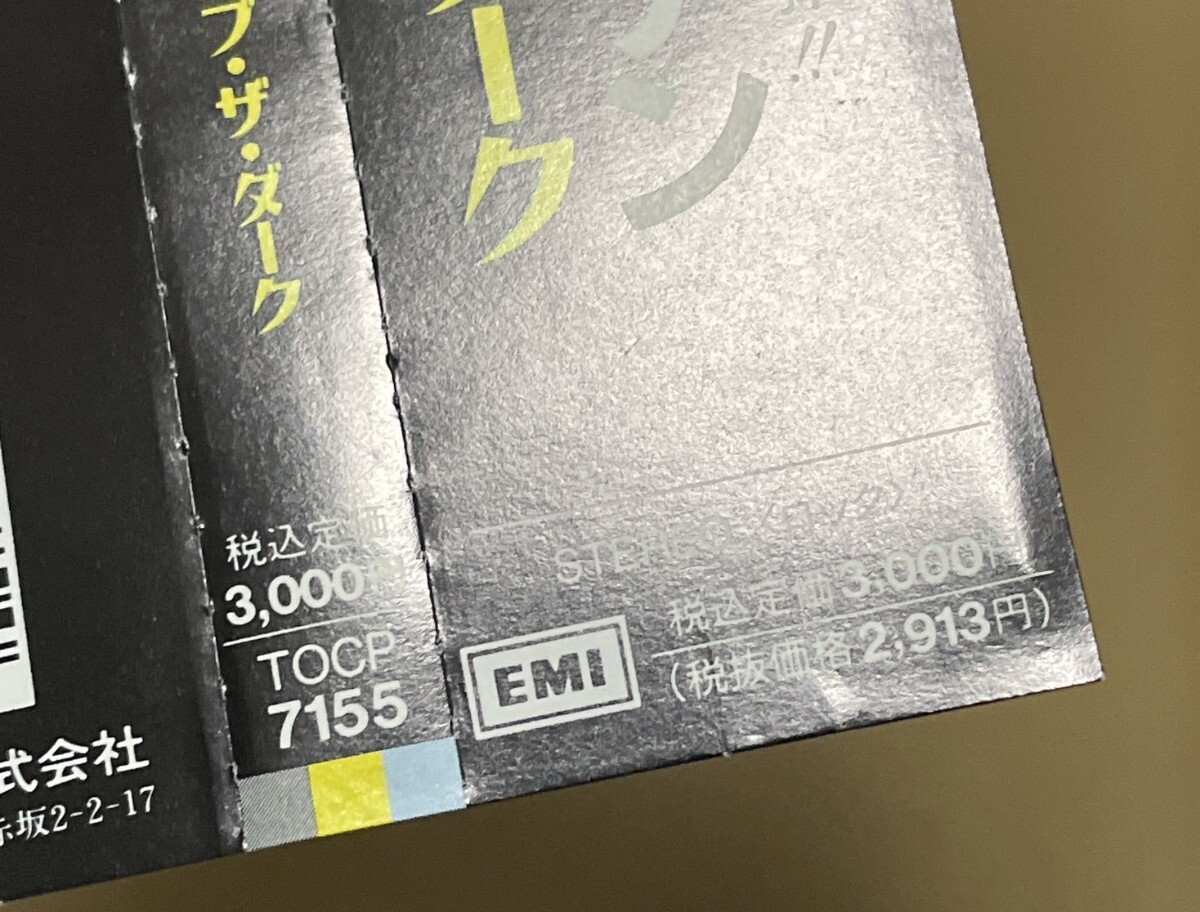 ブ・ザ・ダーク
ーク
ン
!!
税込定価
3,000円
TOCP
7155
税込定価3,000円
(税抜価格2,913円)
EMI
式会社
赤坂2-2-17